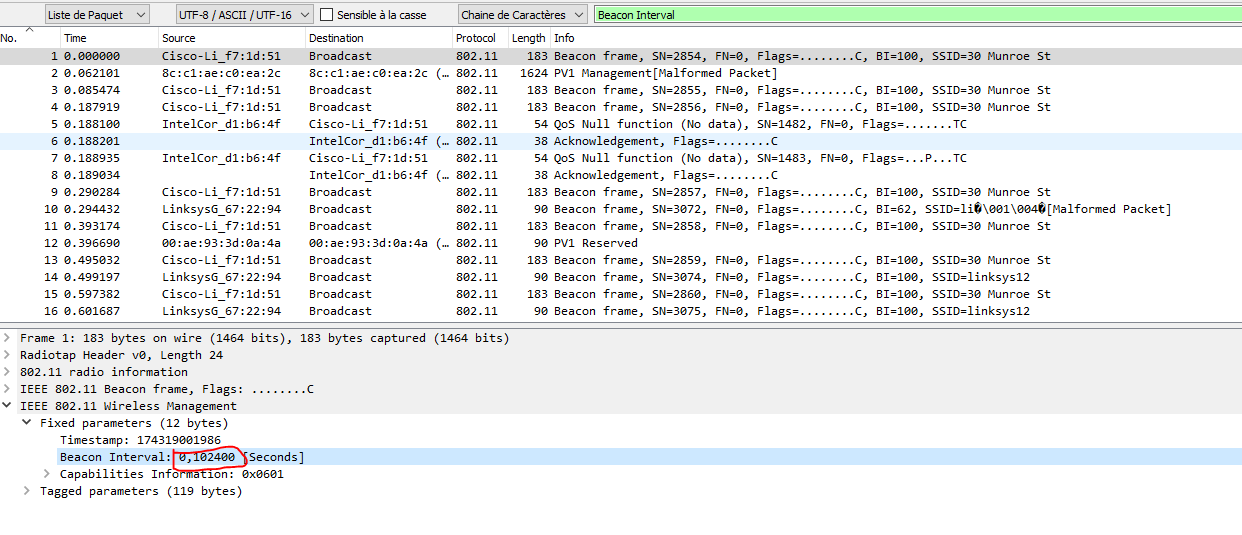 Liste de Paquet UTF-8 / ASCII / UTF-16 Sensible à la casse Chaine de Caractères Beacon Interval
No. Time Source Destination Protocol Length Info
1 0.000000 Cisco-Li_f7:1d:51 Broadcast 802.11 183 Beacon frame, SN=2854, FN=0, Flags=........C, BI=100, SSID=30 Munroe St
2 0.062101 8c:c1:ae:c0:ea:2c 8c:c1:ae:c0:ea:2c (… 802.11 1624 PV1 Management[Malformed Packet]
3 0.085474 Cisco-Li_f7:1d:51 Broadcast 802.11 183 Beacon frame, SN=2855, FN=0, Flags=........C, BI=100, SSID=30 Munroe St
4 0.187919 Cisco-Li_f7:1d:51 Broadcast 802.11 183 Beacon frame, SN=2856, FN=0, Flags=........C, BI=100, SSID=30 Munroe St
5 0.188100 IntelCor_d1:b6:4f Cisco-Li_f7:1d:51 802.11 54 QoS Null function (No data), SN=1482, FN=0, Flags=.......TC
6 0.188201 IntelCor_d1:b6:4f (… 802.11 38 Acknowledgement, Flags=........C
7 0.188935 IntelCor_d1:b6:4f Cisco-Li_f7:1d:51 802.11 54 QoS Null function (No data), SN=1483, FN=0, Flags=...P...TC
8 0.189034 IntelCor_d1:b6:4f (… 802.11 38 Acknowledgement, Flags=........C
9 0.290284 Cisco-Li_f7:1d:51 Broadcast 802.11 183 Beacon frame, SN=2857, FN=0, Flags=........C, BI=100, SSID=30 Munroe St
10 0.294432 LinksysG_67:22:94 Broadcast 802.11 90 Beacon frame, SN=3072, FN=0, Flags=........C, BI=62, SSID=li�\001\004�[Malformed Packet]
11 0.393174 Cisco-Li_f7:1d:51 Broadcast 802.11 183 Beacon frame, SN=2858, FN=0, Flags=........C, BI=100, SSID=30 Munroe St
12 0.396690 00:ae:93:3d:0a:4a 00:ae:93:3d:0a:4a (… 802.11 90 PV1 Reserved
13 0.495032 Cisco-Li_f7:1d:51 Broadcast 802.11 183 Beacon frame, SN=2859, FN=0, Flags=........C, BI=100, SSID=30 Munroe St
14 0.499197 LinksysG_67:22:94 Broadcast 802.11 90 Beacon frame, SN=3074, FN=0, Flags=........C, BI=100, SSID=linksys12
15 0.597382 Cisco-Li_f7:1d:51 Broadcast 802.11 183 Beacon frame, SN=2860, FN=0, Flags=........C, BI=100, SSID=30 Munroe St
16 0.601687 LinksysG_67:22:94 Broadcast 802.11 90 Beacon frame, SN=3075, FN=0, Flags=........C, BI=100, SSID=linksys12
Frame 1: 183 bytes on wire (1464 bits), 183 bytes captured (1464 bits)
Radiotap Header v0, Length 24
802.11 radio information
IEEE 802.11 Beacon frame, Flags: ........C
IEEE 802.11 Wireless Management
Fixed parameters (12 bytes)
Timestamp: 174319001986
Beacon Interval: 0,102400 [Seconds]
Capabilities Information: 0x0601
Tagged parameters (119 bytes)